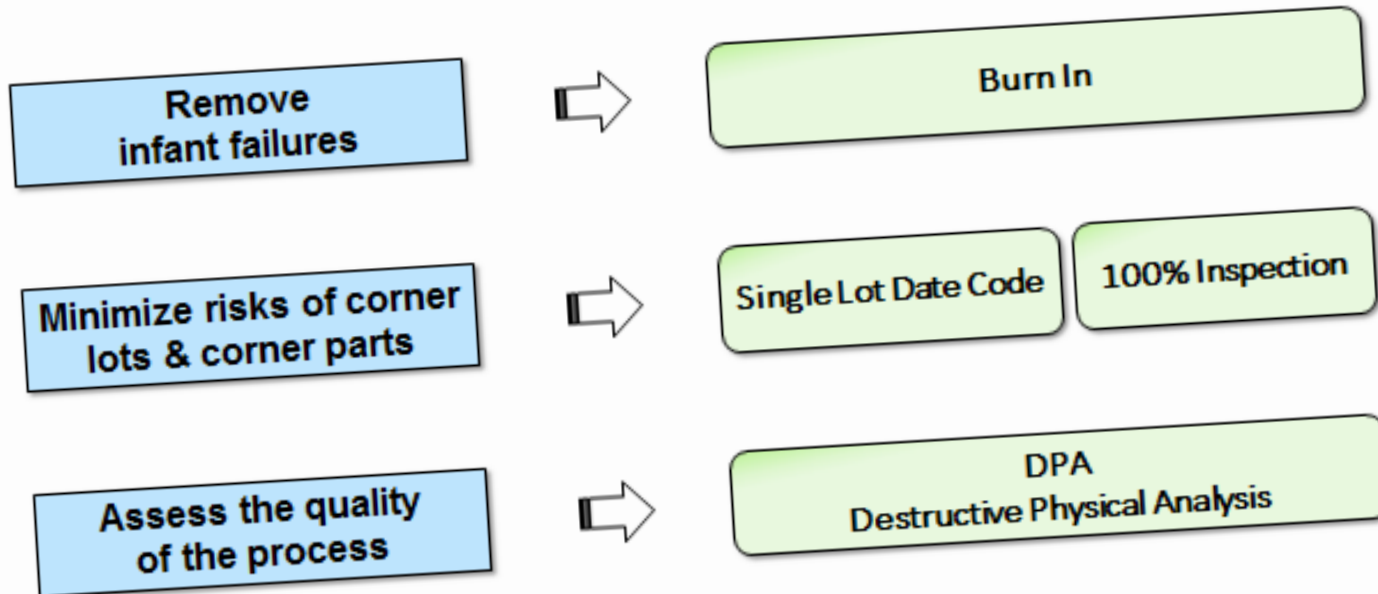 Remove
infant failures
Burn In
Minimize risks of corner
lots & corner parts
Single Lot Date Code
100% Inspection
Assess the quality
of the process
DPA
Destructive Physical Analysis